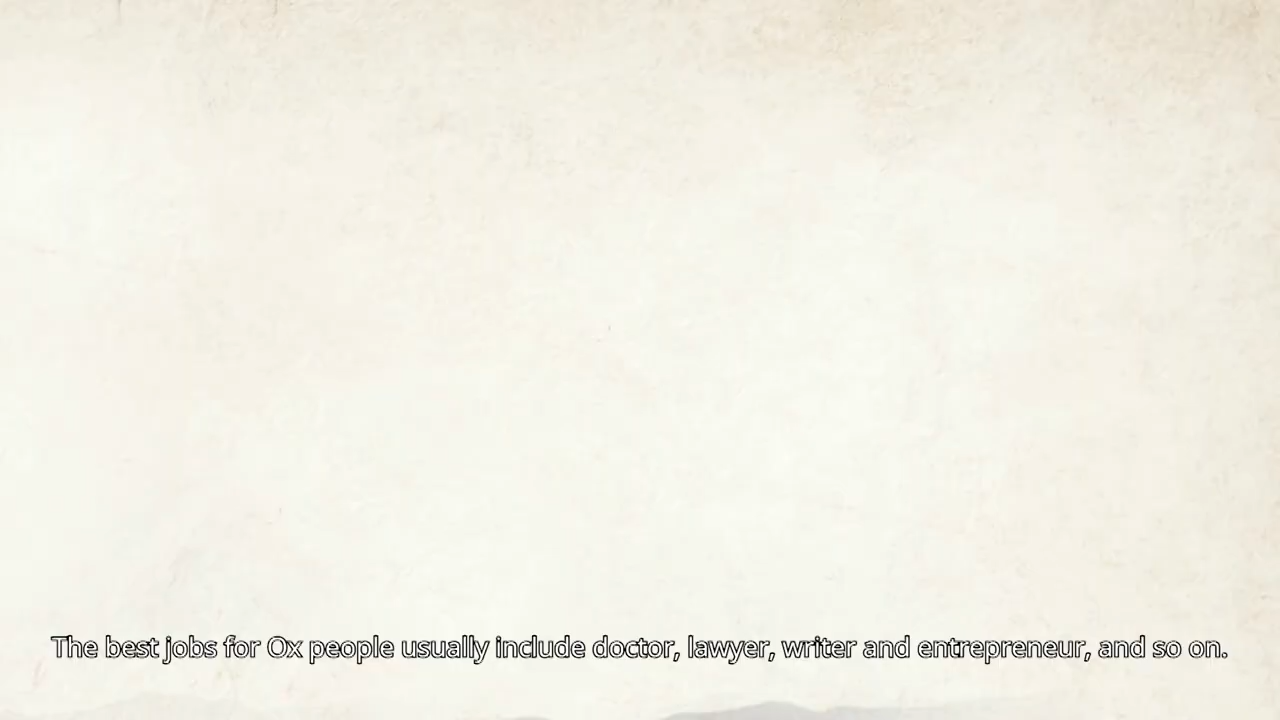 The best jobs for Ox people usually include doctor, lawyer, writer and entrepreneur, and so on.